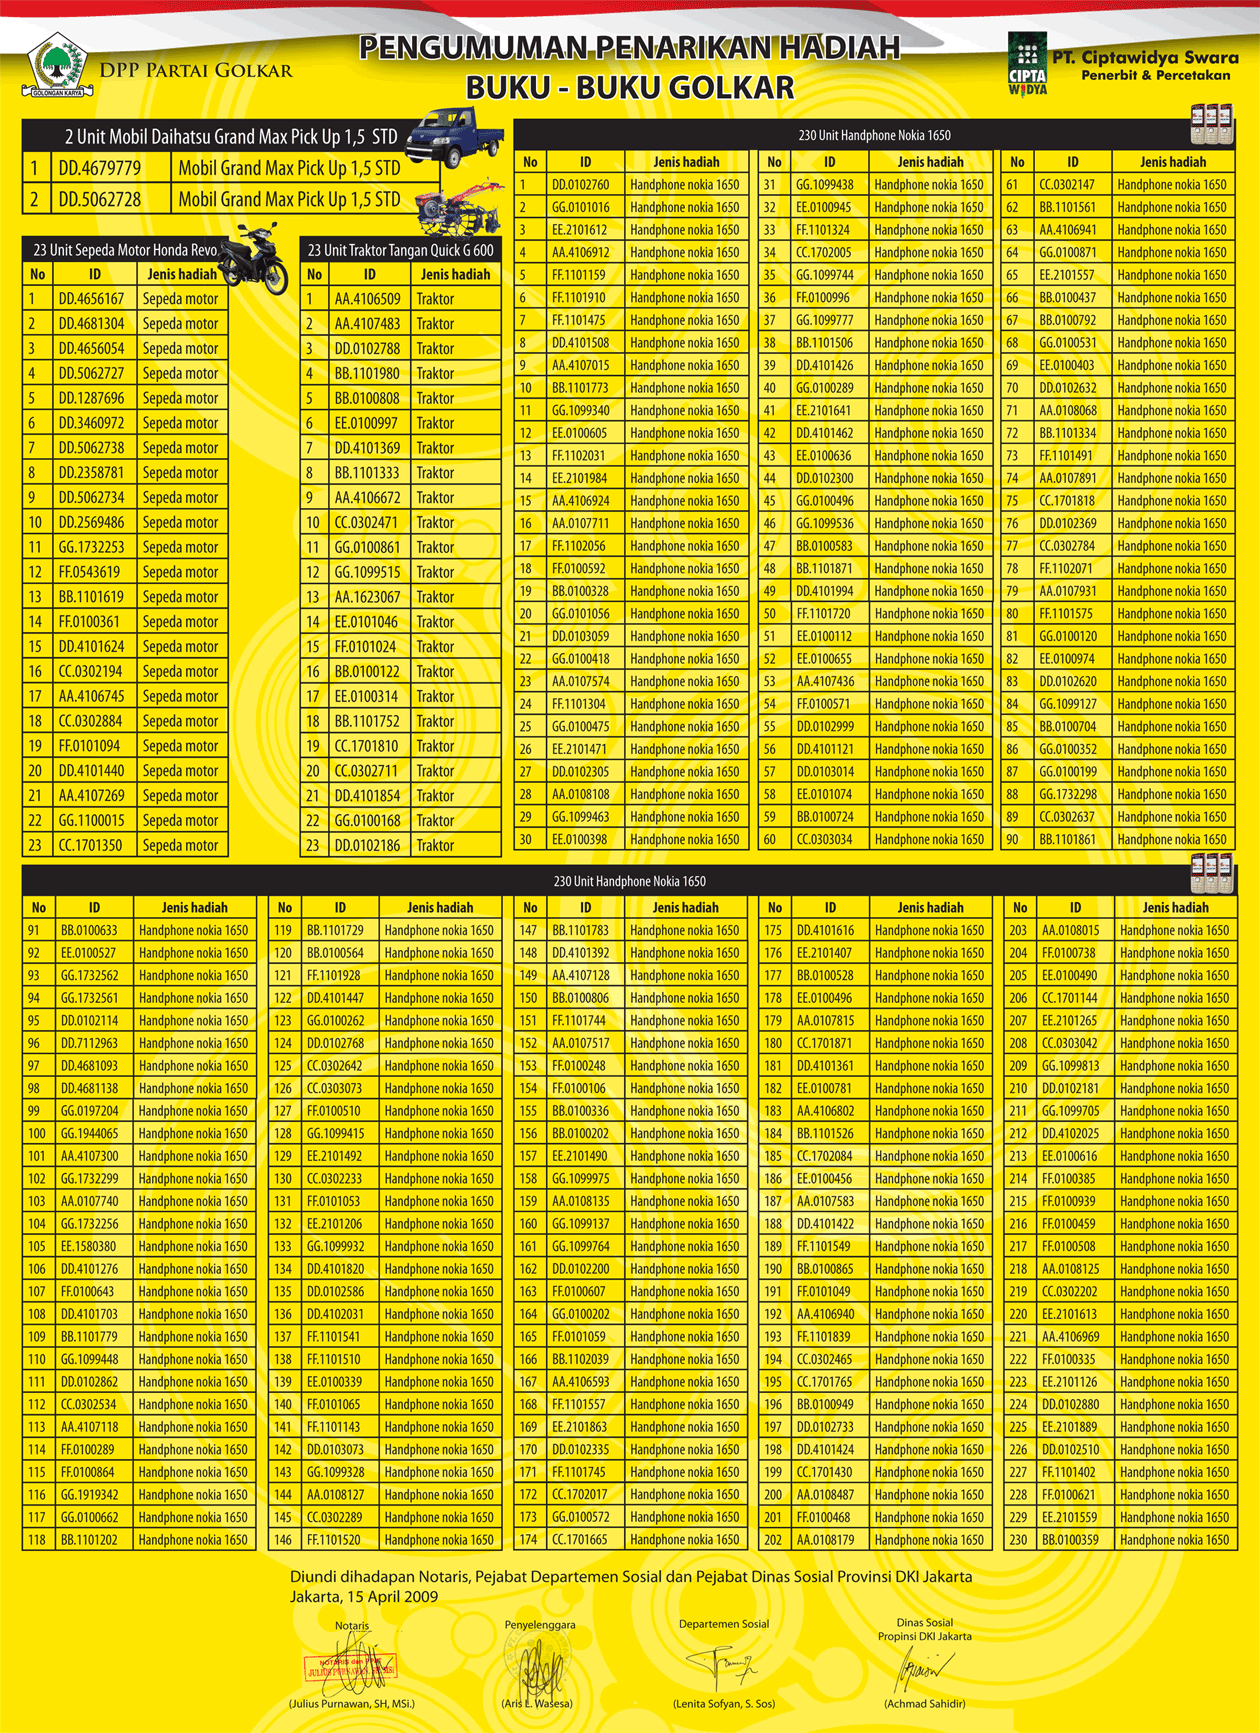 PENGUMUMAN PENARIKAN HADIAH
BUKU - BUKU GOLKAR
GOLONGAN KARYA
DPP PARTAI GOLKAR
CIPTA
WIDYA
PT. Ciptawidya Swara
Penerbit & Percetakan
2 Unit Mobil Daihatsu Grand Max Pick Up 1,5 STD
1 DD.4679779 Mobil Grand Max Pick Up 1,5 STD
2 DD.5062728 Mobil Grand Max Pick Up 1,5 STD
23 Unit Sepeda Motor Honda Revo
No ID Jenis hadiah
1 DD.4656167 Sepeda motor
2 DD.4681304 Sepeda motor
3 DD.4656054 Sepeda motor
4 DD.5062727 Sepeda motor
5 DD.1287696 Sepeda motor
6 DD.3460972 Sepeda motor
7 DD.5062738 Sepeda motor
8 DD.2358781 Sepeda motor
9 DD.5062734 Sepeda motor
10 DD.2569486 Sepeda motor
11 GG.1732253 Sepeda motor
12 FF.0543619 Sepeda motor
13 BB.1101619 Sepeda motor
14 FF.0100361 Sepeda motor
15 DD.4101624 Sepeda motor
16 CC.0302194 Sepeda motor
17 AA.4106745 Sepeda motor
18 CC.0302884 Sepeda motor
19 FF.0101094 Sepeda motor
20 DD.4101440 Sepeda motor
21 AA.4107269 Sepeda motor
22 GG.1100015 Sepeda motor
23 CC.1701350 Sepeda motor
23 Unit Traktor Tangan Quick G 600
No ID Jenis hadiah
1 AA.4106509 Traktor
2 AA.4107483 Traktor
3 DD.0102788 Traktor
4 BB.1101980 Traktor
5 BB.0100808 Traktor
6 EE.0100997 Traktor
7 DD.4101369 Traktor
8 BB.1101333 Traktor
9 AA.4106672 Traktor
10 CC.0302471 Traktor
11 GG.0100861 Traktor
12 GG.1099515 Traktor
13 AA.1623067 Traktor
14 EE.0101046 Traktor
15 FF.0101024 Traktor
16 BB.0100122 Traktor
17 EE.0100314 Traktor
18 BB.1101752 Traktor
19 CC.1701810 Traktor
20 CC.0302711 Traktor
21 DD.4101854 Traktor
22 GG.0100168 Traktor
23 DD.0102186 Traktor
230 Unit Handphone Nokia 1650
No ID Jenis hadiah
1 DD.0102760 Handphone nokia 1650
2 GG.0101016 Handphone nokia 1650
3 EE.2101612 Handphone nokia 1650
4 AA.4106912 Handphone nokia 1650
5 FF.1101159 Handphone nokia 1650
6 FF.1101910 Handphone nokia 1650
7 FF.1101475 Handphone nokia 1650
8 DD.4101508 Handphone nokia 1650
9 AA.4107015 Handphone nokia 1650
10 BB.1101773 Handphone nokia 1650
11 GG.1099340 Handphone nokia 1650
12 EE.0100605 Handphone nokia 1650
13 FF.1102031 Handphone nokia 1650
14 EE.2101984 Handphone nokia 1650
15 AA.4106924 Handphone nokia 1650
16 AA.0107711 Handphone nokia 1650
17 FF.1102056 Handphone nokia 1650
18 FF.0100592 Handphone nokia 1650
19 BB.0100328 Handphone nokia 1650
20 GG.0101056 Handphone nokia 1650
21 DD.0103059 Handphone nokia 1650
22 GG.0100418 Handphone nokia 1650
23 AA.0107574 Handphone nokia 1650
24 FF.1101304 Handphone nokia 1650
25 GG.0100475 Handphone nokia 1650
26 EE.2101471 Handphone nokia 1650
27 DD.0102305 Handphone nokia 1650
28 AA.0108108 Handphone nokia 1650
29 GG.1099463 Handphone nokia 1650
30 EE.0100398 Handphone nokia 1650
No ID Jenis hadiah
31 GG.1099438 Handphone nokia 1650
32 EE.0100945 Handphone nokia 1650
33 FF.1101324 Handphone nokia 1650
34 CC.1702005 Handphone nokia 1650
35 GG.1099744 Handphone nokia 1650
36 FF.0100996 Handphone nokia 1650
37 GG.1099777 Handphone nokia 1650
38 BB.1101506 Handphone nokia 1650
39 DD.4101426 Handphone nokia 1650
40 GG.0100289 Handphone nokia 1650
41 EE.2101641 Handphone nokia 1650
42 DD.4101462 Handphone nokia 1650
43 EE.0100636 Handphone nokia 1650
44 DD.0102300 Handphone nokia 1650
45 GG.0100496 Handphone nokia 1650
46 GG.1099536 Handphone nokia 1650
47 BB.0100583 Handphone nokia 1650
48 BB.1101871 Handphone nokia 1650
49 DD.4101994 Handphone nokia 1650
50 FF.1101720 Handphone nokia 1650
51 EE.0100112 Handphone nokia 1650
52 EE.0100655 Handphone nokia 1650
53 AA.4107436 Handphone nokia 1650
54 FF.0100571 Handphone nokia 1650
55 DD.0102999 Handphone nokia 1650
56 DD.4101121 Handphone nokia 1650
57 DD.0103014 Handphone nokia 1650
58 EE.0101074 Handphone nokia 1650
59 BB.0100724 Handphone nokia 1650
60 CC.0303034 Handphone nokia 1650
No ID Jenis hadiah
61 CC.0302147 Handphone nokia 1650
62 BB.1101561 Handphone nokia 1650
63 AA.4106941 Handphone nokia 1650
64 GG.0100871 Handphone nokia 1650
65 EE.2101557 Handphone nokia 1650
66 BB.0100437 Handphone nokia 1650
67 BB.0100792 Handphone nokia 1650
68 GG.0100531 Handphone nokia 1650
69 EE.0100403 Handphone nokia 1650
70 DD.0102632 Handphone nokia 1650
71 AA.0108068 Handphone nokia 1650
72 BB.1101334 Handphone nokia 1650
73 FF.1101491 Handphone nokia 1650
74 AA.0107891 Handphone nokia 1650
75 CC.1701818 Handphone nokia 1650
76 DD.0102369 Handphone nokia 1650
77 CC.0302784 Handphone nokia 1650
78 FF.1102071 Handphone nokia 1650
79 AA.0107931 Handphone nokia 1650
80 FF.1101575 Handphone nokia 1650
81 GG.0100120 Handphone nokia 1650
82 EE.0100974 Handphone nokia 1650
83 DD.0102620 Handphone nokia 1650
84 GG.1099127 Handphone nokia 1650
85 BB.0100704 Handphone nokia 1650
86 GG.0100352 Handphone nokia 1650
87 GG.0100199 Handphone nokia 1650
88 GG.1732298 Handphone nokia 1650
89 CC.0302637 Handphone nokia 1650
90 BB.1101861 Handphone nokia 1650
230 Unit Handphone Nokia 1650
No ID Jenis hadiah
91 BB.0100633 Handphone nokia 1650
92 EE.0100527 Handphone nokia 1650
93 GG.1732562 Handphone nokia 1650
94 GG.1732561 Handphone nokia 1650
95 DD.0102114 Handphone nokia 1650
96 DD.7112963 Handphone nokia 1650
97 DD.4681093 Handphone nokia 1650
98 DD.4681138 Handphone nokia 1650
99 GG.0197204 Handphone nokia 1650
100 GG.1944065 Handphone nokia 1650
101 AA.4107300 Handphone nokia 1650
102 GG.1732299 Handphone nokia 1650
103 AA.0107740 Handphone nokia 1650
104 GG.1732256 Handphone nokia 1650
105 EE.1580380 Handphone nokia 1650
106 DD.4101276 Handphone nokia 1650
107 FF.0100643 Handphone nokia 1650
108 DD.4101703 Handphone nokia 1650
109 BB.1101779 Handphone nokia 1650
110 GG.1099448 Handphone nokia 1650
111 DD.0102862 Handphone nokia 1650
112 CC.0302534 Handphone nokia 1650
113 AA.4107118 Handphone nokia 1650
114 FF.0100289 Handphone nokia 1650
115 FF.0100864 Handphone nokia 1650
116 GG.1919342 Handphone nokia 1650
117 GG.0100662 Handphone nokia 1650
118 BB.1101202 Handphone nokia 1650
No ID Jenis hadiah
119 BB.1101729 Handphone nokia 1650
120 BB.0100564 Handphone nokia 1650
121 FF.1101928 Handphone nokia 1650
122 DD.4101447 Handphone nokia 1650
123 GG.0100262 Handphone nokia 1650
124 DD.0102768 Handphone nokia 1650
125 CC.0302642 Handphone nokia 1650
126 CC.0303073 Handphone nokia 1650
127 FF.0100510 Handphone nokia 1650
128 GG.1099415 Handphone nokia 1650
129 EE.2101492 Handphone nokia 1650
130 CC.0302233 Handphone nokia 1650
131 FF.0101053 Handphone nokia 1650
132 EE.2101206 Handphone nokia 1650
133 GG.1099932 Handphone nokia 1650
134 DD.4101820 Handphone nokia 1650
135 DD.0102586 Handphone nokia 1650
136 DD.4102031 Handphone nokia 1650
137 FF.1101541 Handphone nokia 1650
138 FF.1101510 Handphone nokia 1650
139 EE.0100339 Handphone nokia 1650
140 FF.0101065 Handphone nokia 1650
141 FF.1101143 Handphone nokia 1650
142 DD.0103073 Handphone nokia 1650
143 GG.1099328 Handphone nokia 1650
144 AA.0108127 Handphone nokia 1650
145 CC.0302289 Handphone nokia 1650
146 FF.1101520 Handphone nokia 1650
No ID Jenis hadiah
147 BB.1101783 Handphone nokia 1650
148 DD.4101392 Handphone nokia 1650
149 AA.4107128 Handphone nokia 1650
150 BB.0100806 Handphone nokia 1650
151 FF.1101744 Handphone nokia 1650
152 AA.0107517 Handphone nokia 1650
153 FF.0100248 Handphone nokia 1650
154 FF.0100106 Handphone nokia 1650
155 BB.0100336 Handphone nokia 1650
156 BB.0100202 Handphone nokia 1650
157 EE.2101490 Handphone nokia 1650
158 GG.1099975 Handphone nokia 1650
159 AA.0108135 Handphone nokia 1650
160 GG.1099137 Handphone nokia 1650
161 GG.1099764 Handphone nokia 1650
162 DD.0102200 Handphone nokia 1650
163 FF.0100607 Handphone nokia 1650
164 GG.0100202 Handphone nokia 1650
165 FF.0101059 Handphone nokia 1650
166 BB.1102039 Handphone nokia 1650
167 AA.4106593 Handphone nokia 1650
168 FF.1101557 Handphone nokia 1650
169 EE.2101863 Handphone nokia 1650
170 DD.0102335 Handphone nokia 1650
171 FF.1101745 Handphone nokia 1650
172 CC.1702017 Handphone nokia 1650
173 GG.0100572 Handphone nokia 1650
174 CC.1701665 Handphone nokia 1650
No ID Jenis hadiah
175 DD.4101616 Handphone nokia 1650
176 EE.2101407 Handphone nokia 1650
177 BB.0100528 Handphone nokia 1650
178 EE.0100496 Handphone nokia 1650
179 AA.0107815 Handphone nokia 1650
180 CC.1701871 Handphone nokia 1650
181 DD.4101361 Handphone nokia 1650
182 EE.0100781 Handphone nokia 1650
183 AA.4106802 Handphone nokia 1650
184 BB.1101526 Handphone nokia 1650
185 CC.1702084 Handphone nokia 1650
186 EE.0100456 Handphone nokia 1650
187 AA.0107583 Handphone nokia 1650
188 DD.4101422 Handphone nokia 1650
189 FF.1101549 Handphone nokia 1650
190 BB.0100865 Handphone nokia 1650
191 FF.0101049 Handphone nokia 1650
192 AA.4106940 Handphone nokia 1650
193 FF.1101839 Handphone nokia 1650
194 CC.0302465 Handphone nokia 1650
195 CC.1701765 Handphone nokia 1650
196 BB.0100949 Handphone nokia 1650
197 DD.0102733 Handphone nokia 1650
198 DD.4101424 Handphone nokia 1650
199 CC.1701430 Handphone nokia 1650
200 AA.0108487 Handphone nokia 1650
201 FF.0100468 Handphone nokia 1650
202 AA.0108179 Handphone nokia 1650
No ID Jenis hadiah
203 AA.0108015 Handphone nokia 1650
204 FF.0100738 Handphone nokia 1650
205 EE.0100490 Handphone nokia 1650
206 CC.1701144 Handphone nokia 1650
207 EE.2101265 Handphone nokia 1650
208 CC.0303042 Handphone nokia 1650
209 GG.1099813 Handphone nokia 1650
210 DD.0102181 Handphone nokia 1650
211 GG.1099705 Handphone nokia 1650
212 DD.4102025 Handphone nokia 1650
213 EE.0100616 Handphone nokia 1650
214 FF.0100385 Handphone nokia 1650
215 FF.0100939 Handphone nokia 1650
216 FF.0100459 Handphone nokia 1650
217 FF.0100508 Handphone nokia 1650
218 AA.0108125 Handphone nokia 1650
219 CC.0302202 Handphone nokia 1650
220 EE.2101613 Handphone nokia 1650
221 AA.4106969 Handphone nokia 1650
222 FF.0100335 Handphone nokia 1650
223 EE.2101126 Handphone nokia 1650
224 DD.0102880 Handphone nokia 1650
225 EE.2101889 Handphone nokia 1650
226 DD.0102510 Handphone nokia 1650
227 FF.1101402 Handphone nokia 1650
228 FF.0100621 Handphone nokia 1650
229 EE.2101559 Handphone nokia 1650
230 BB.0100359 Handphone nokia 1650
Diundi dihadapan Notaris, Pejabat Departemen Sosial dan Pejabat Dinas Sosial Provinsi DKI Jakarta
Jakarta, 15 April 2009
Notaris
NOTARIS dan
JULIUS PURNAWAN, SH, MSi
(Julius Purnawan, SH, MSi.)
Penyelenggara
(Aris L. Wasesa)
Departemen Sosial
(Lenita Sofyan, S. Sos)
Dinas Sosial
Propinsi DKI Jakarta
(Achmad Sahidir)